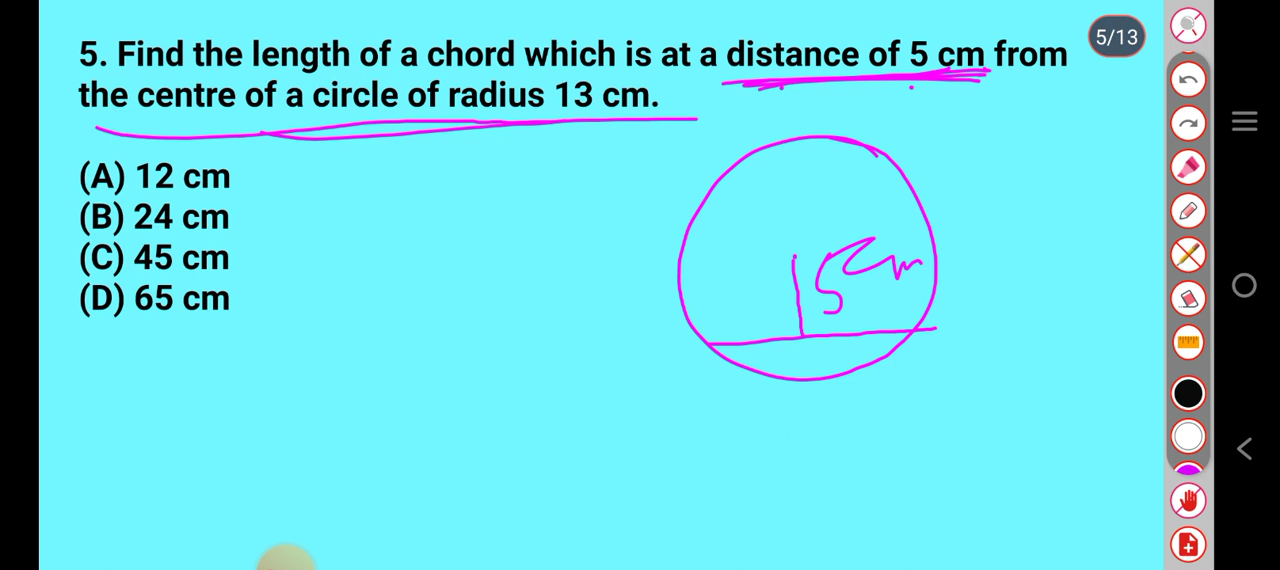 5. Find the length of a chord which is at a distance of 5 cm from
the centre of a circle of radius 13 cm.
5/13
(A) 12 cm
(B) 24 cm
(C) 45 cm
(D) 65 cm
5cm